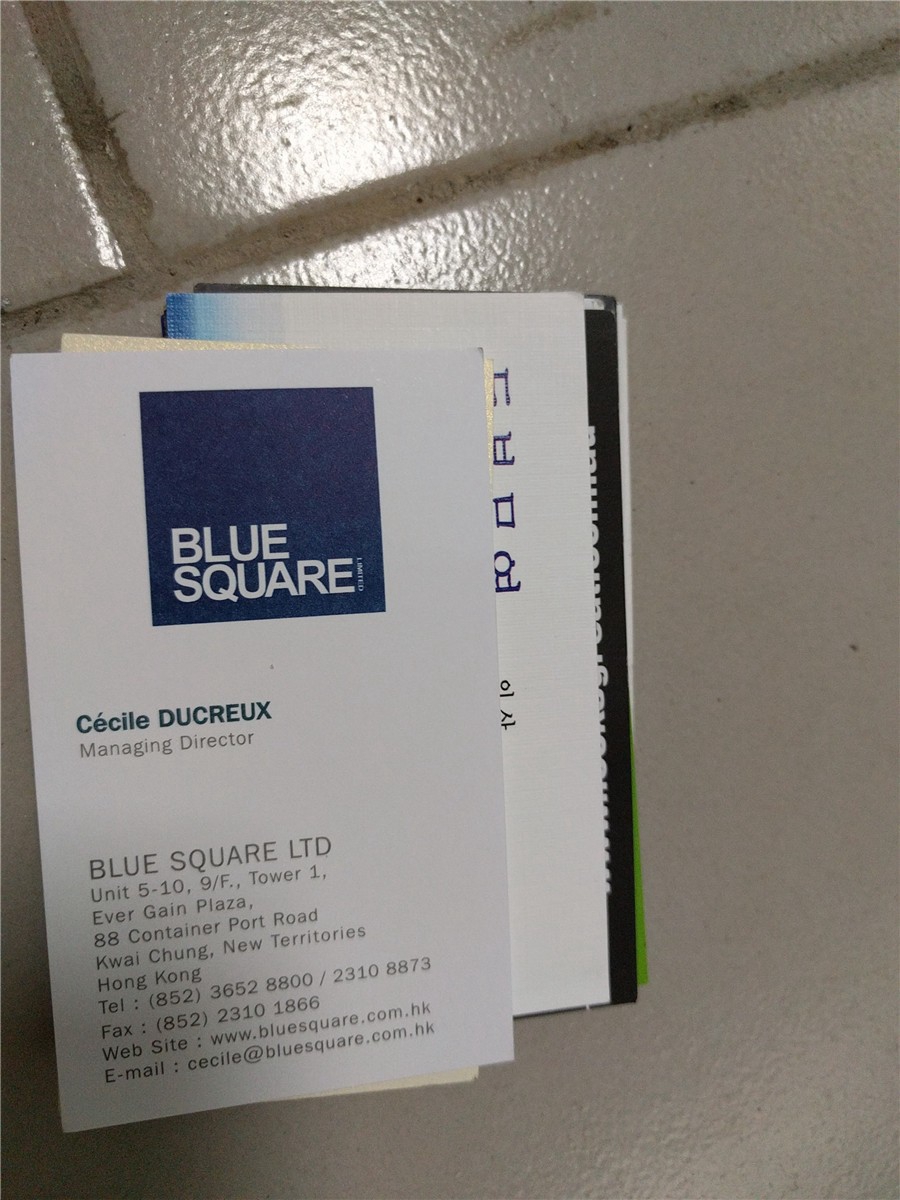 BLUE
SQUARE
LIMITED
Cécile DUCREUX
Managing Director
BLUE SQUARE LTD
Unit 5-10, 9/F., Tower 1,
Ever Gain Plaza,
88 Container Port Road
Kwai Chung, New Territories
Hong Kong
Tel : (852) 3652 8800 / 2310 8873
Fax : (852) 2310 1866
Web Site : www.bluesquare.com.hk
E-mail : cecile@bluesquare.com.hk